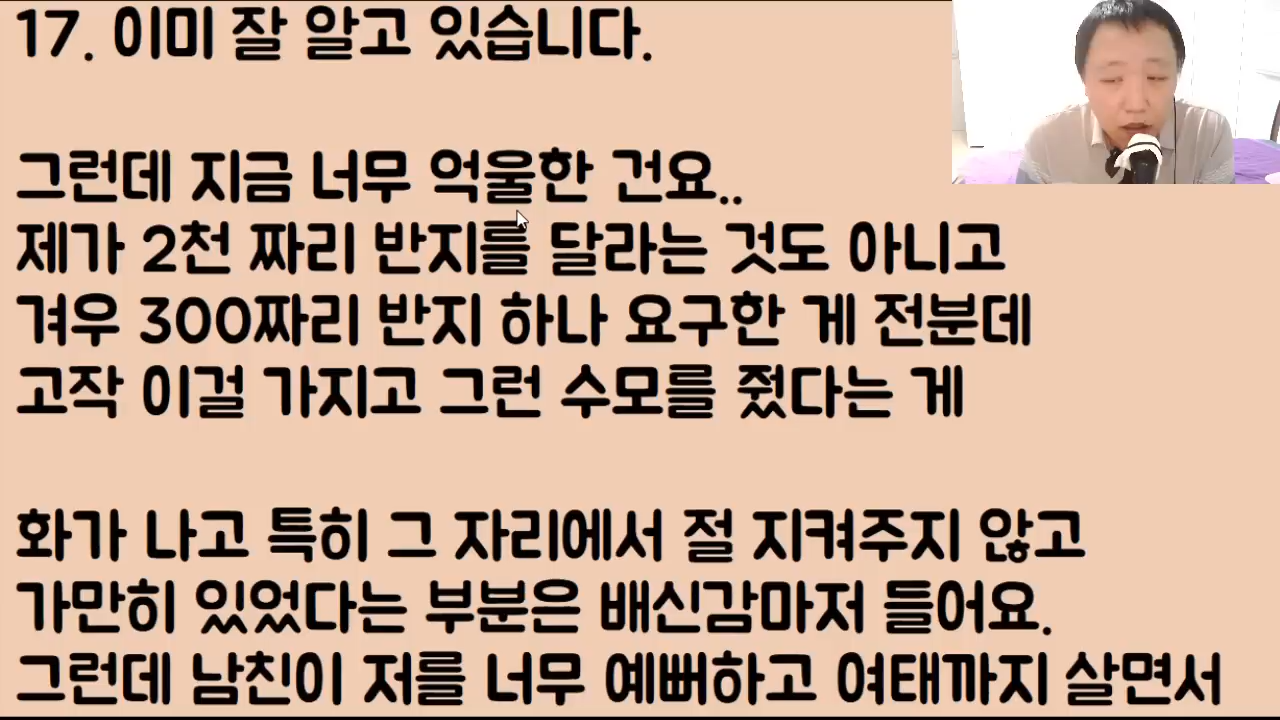 17. 이미 잘 알고 있습니다.
그런데 지금 너무 억울한 건요..
제가 2천 짜리 반지를 달라는 것도 아니고
겨우 300짜리 반지 하나 요구한 게 전분데
고작 이걸 가지고 그런 수모를 줬다는 게
화가 나고 특히 그 자리에서 절 지켜주지 않고
가만히 있었다는 부분은 배신감마저 들어요.
그런데 남친이 저를 너무 예뻐하고 여태까지 살면서